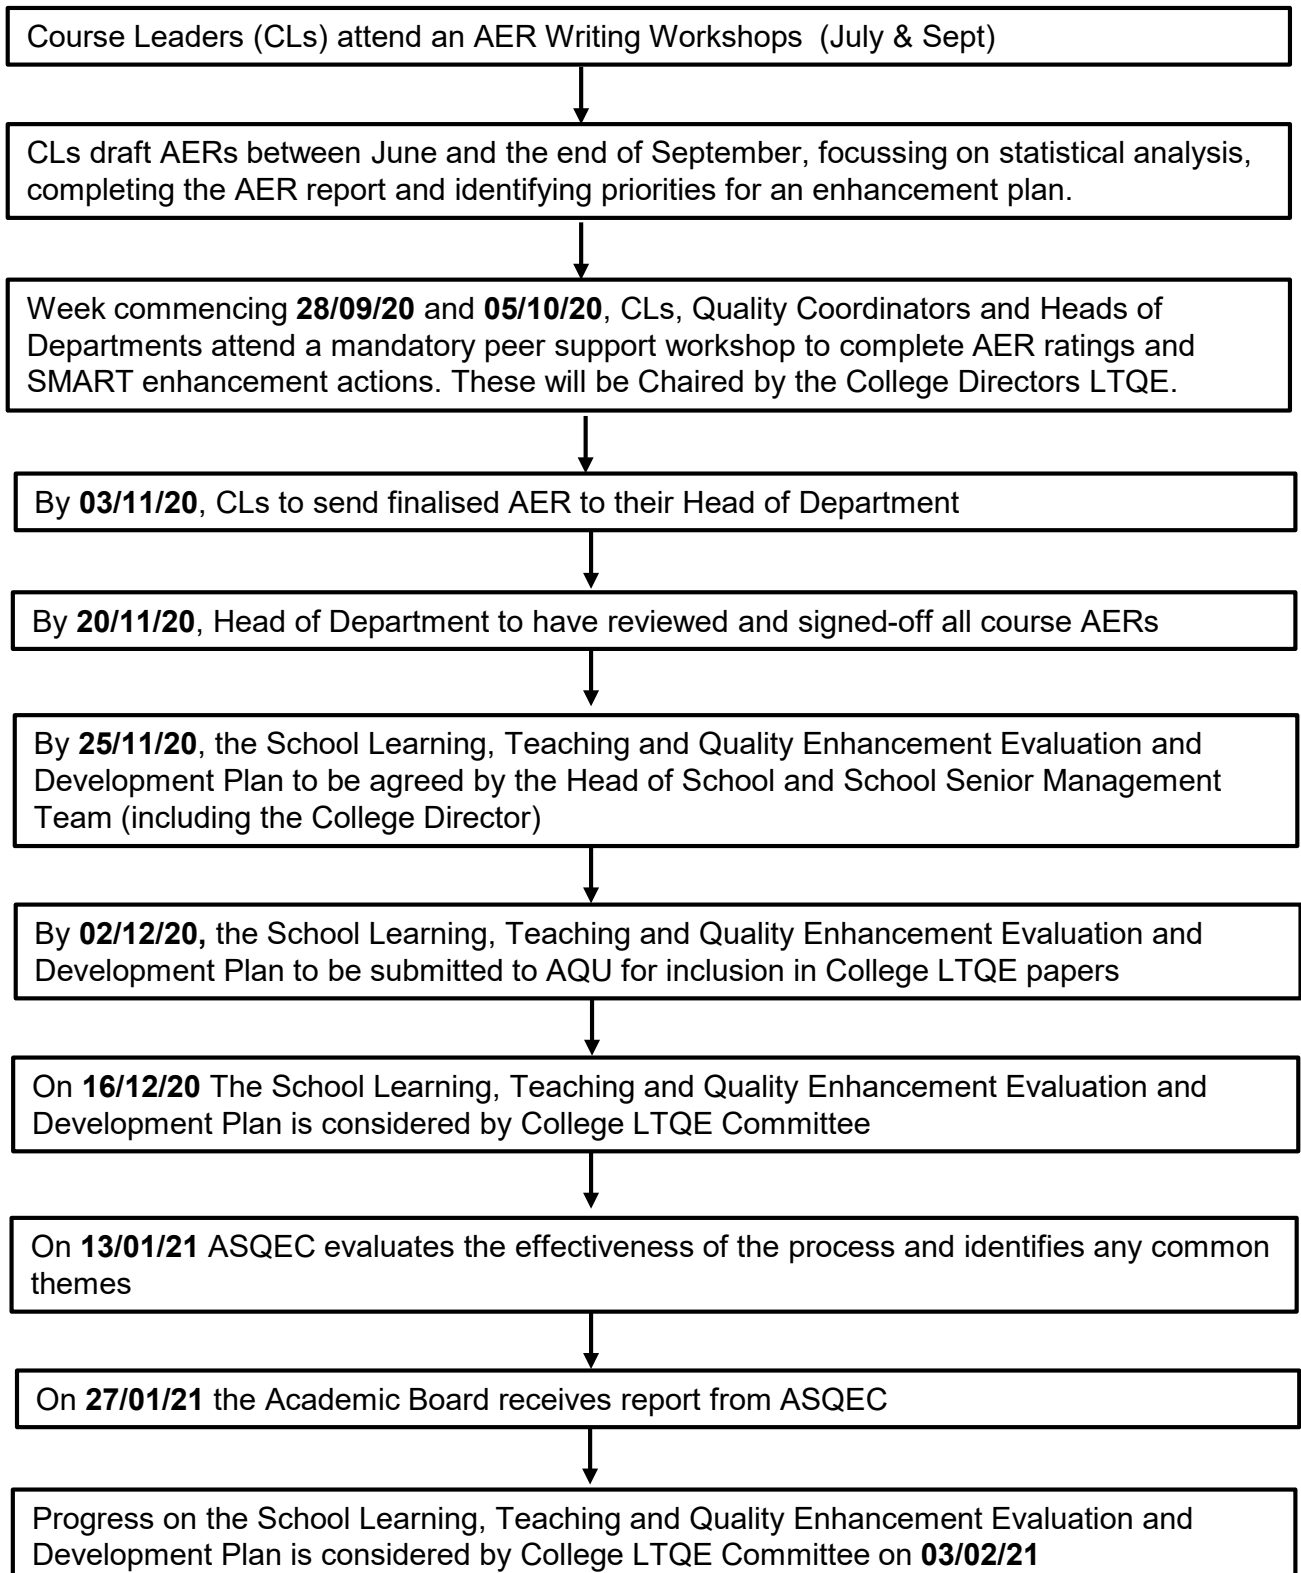 Course Leaders (CLs) attend an AER Writing Workshops (July & Sept)
CLs draft AERs between June and the end of September, focussing on statistical analysis,
completing the AER report and identifying priorities for an enhancement plan.
Week commencing 28/09/20 and 05/10/20, CLs, Quality Coordinators and Heads of
Departments attend a mandatory peer support workshop to complete AER ratings and
SMART enhancement actions. These will be Chaired by the College Directors LTQE.
By 03/11/20, CLs to send finalised AER to their Head of Department
By 20/11/20, Head of Department to have reviewed and signed-off all course AERs
By 25/11/20, the School Learning, Teaching and Quality Enhancement Evaluation and
Development Plan to be agreed by the Head of School and School Senior Management
Team (including the College Director)
By 02/12/20, the School Learning, Teaching and Quality Enhancement Evaluation and
Development Plan to be submitted to AQU for inclusion in College LTQE papers
On 16/12/20 The School Learning, Teaching and Quality Enhancement Evaluation and
Development Plan is considered by College LTQE Committee
On 13/01/21 ASQEC evaluates the effectiveness of the process and identifies any common
themes
On 27/01/21 the Academic Board receives report from ASQEC
Progress on the School Learning, Teaching and Quality Enhancement Evaluation and
Development Plan is considered by College LTQE Committee on 03/02/21